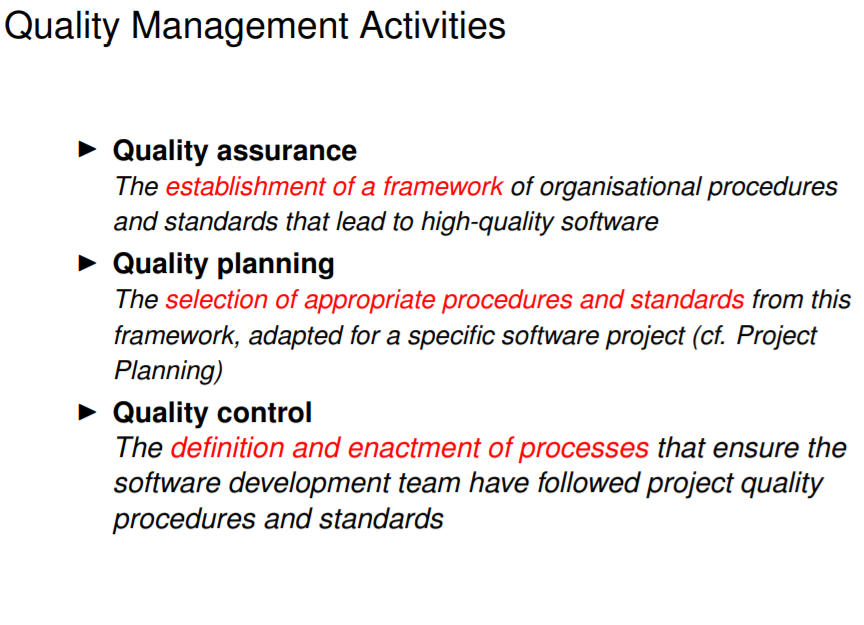 Quality Management Activities
► Quality assurance
The establishment of a framework of organisational procedures
and standards that lead to high-quality software
► Quality planning
The selection of appropriate procedures and standards from this
framework, adapted for a specific software project (cf. Project
Planning)
► Quality control
The definition and enactment of processes that ensure the
software development team have followed project quality
procedures and standards